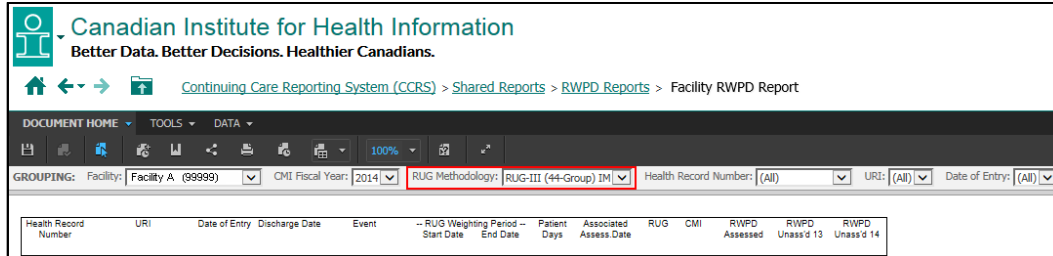 Canadian Institute for Health Information
Better Data. Better Decisions. Healthier Canadians.
Continuing Care Reporting System (CCRS) > Shared Reports > RWPD Reports > Facility RWPD Report
DOCUMENT HOME TOOLS DATA
100%
GROUPING: Facility: Facility A (99999) CMI Fiscal Year: 2014 RUG Methodology: RUG-III (44-Group) IM Health Record Number: (All) URI: (All) Date of Entry: (All)
Health Record URI Date of Entry Discharge Date Event -- RUG Weighting Period -- Patient Associated RUG CMI RWPD RWPD RWPD
Number Start Date End Date Days Assess.Date Assessed Unass'd 13 Unass'd 14